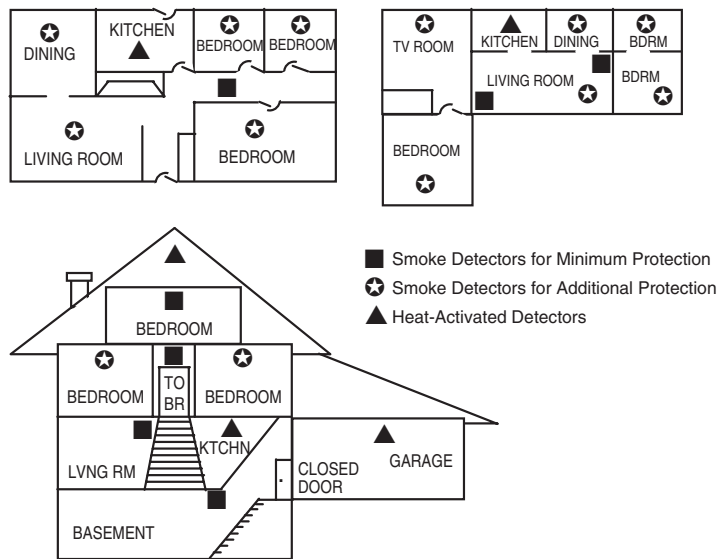 DINING
KITCHEN
BEDROOM
BEDROOM
LIVING ROOM
BEDROOM
TV ROOM
KITCHEN
DINING
BDRM
LIVING ROOM
BDRM
BEDROOM
Smoke Detectors for Minimum Protection
Smoke Detectors for Additional Protection
Heat-Activated Detectors
BEDROOM
BEDROOM
TO
BR
BEDROOM
LVNG RM
KTCHN
CLOSED
DOOR
GARAGE
BASEMENT